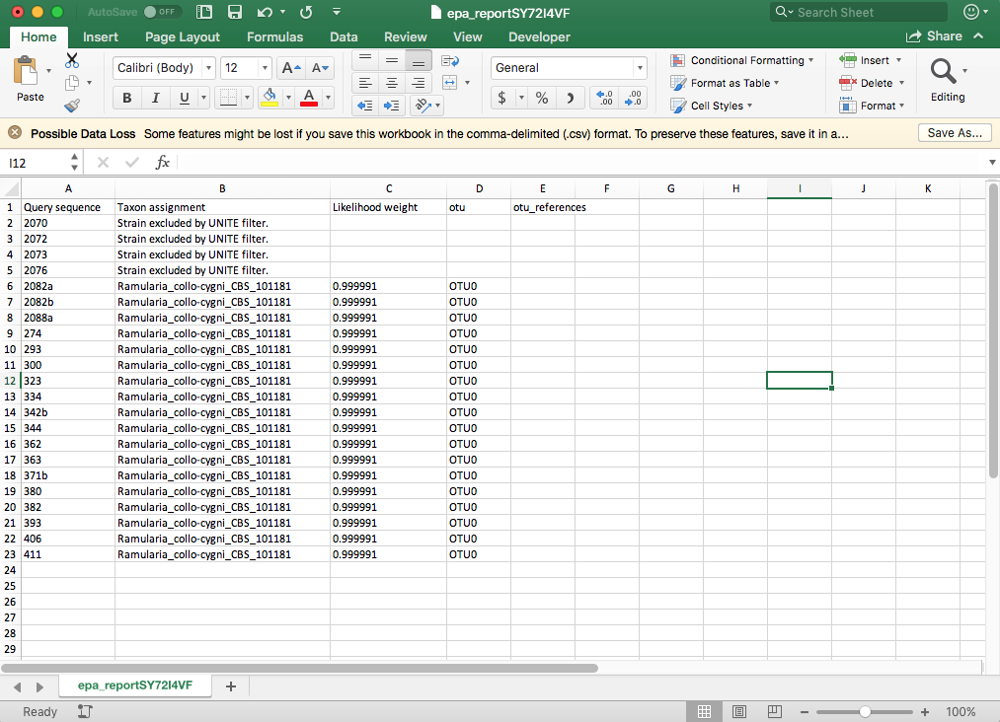 AutoSave OFF epa_reportSY72I4VF Search Sheet
Home Insert Page Layout Formulas Data Review View Developer Share
Paste
Calibri (Body) 12 A A
B I U A
General
$ % .0 .00 .00 .0
Conditional Formatting
Format as Table
Cell Styles
Insert
Delete
Format
Editing
Possible Data Loss Some features might be lost if you save this workbook in the comma-delimited (.csv) format. To preserve these features, save it in a... Save As...
I12 fx
A B C D E F G H I J K
1 Query sequence Taxon assignment Likelihood weight otu otu_references
2 2070 Strain excluded by UNITE filter.
3 2072 Strain excluded by UNITE filter.
4 2073 Strain excluded by UNITE filter.
5 2076 Strain excluded by UNITE filter.
6 2082a Ramularia_collo-cygni_CBS_101181 0.999991 OTU0
7 2082b Ramularia_collo-cygni_CBS_101181 0.999991 OTU0
8 2088a Ramularia_collo-cygni_CBS_101181 0.999991 OTU0
9 274 Ramularia_collo-cygni_CBS_101181 0.999991 OTU0
10 293 Ramularia_collo-cygni_CBS_101181 0.999991 OTU0
11 300 Ramularia_collo-cygni_CBS_101181 0.999991 OTU0
12 323 Ramularia_collo-cygni_CBS_101181 0.999991 OTU0
13 334 Ramularia_collo-cygni_CBS_101181 0.999991 OTU0
14 342b Ramularia_collo-cygni_CBS_101181 0.999991 OTU0
15 344 Ramularia_collo-cygni_CBS_101181 0.999991 OTU0
16 362 Ramularia_collo-cygni_CBS_101181 0.999991 OTU0
17 363 Ramularia_collo-cygni_CBS_101181 0.999991 OTU0
18 371b Ramularia_collo-cygni_CBS_101181 0.999991 OTU0
19 380 Ramularia_collo-cygni_CBS_101181 0.999991 OTU0
20 382 Ramularia_collo-cygni_CBS_101181 0.999991 OTU0
21 393 Ramularia_collo-cygni_CBS_101181 0.999991 OTU0
22 406 Ramularia_collo-cygni_CBS_101181 0.999991 OTU0
23 411 Ramularia_collo-cygni_CBS_101181 0.999991 OTU0
24
25
26
27
28
29
epa_reportSY72I4VF +
Ready − + 100%